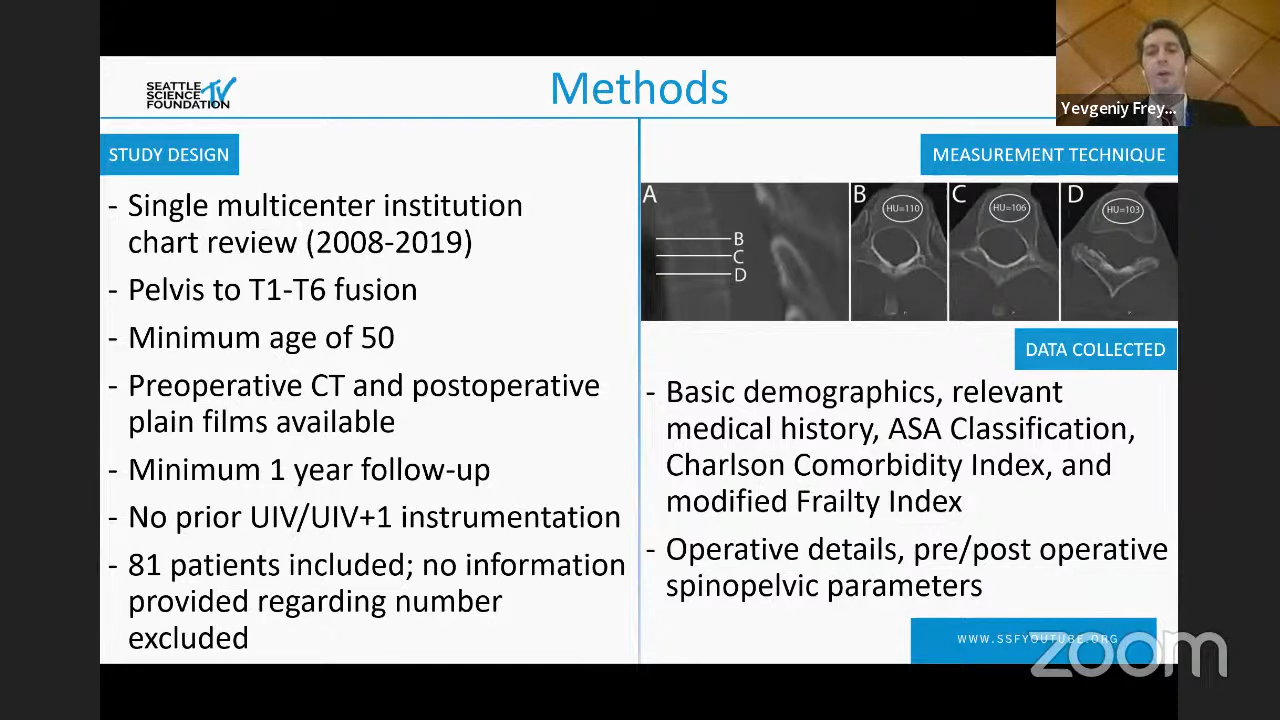 SEATTLE
SCIENCE
FOUNDATION
TV
Methods
Yevgeniy Frey...
STUDY DESIGN
- Single multicenter institution
chart review (2008-2019)
- Pelvis to T1-T6 fusion
- Minimum age of 50
- Preoperative CT and postoperative
plain films available
- Minimum 1 year follow-up
- No prior UIV/UIV+1 instrumentation
- 81 patients included; no information
provided regarding number
excluded
MEASUREMENT TECHNIQUE
A
B
C
D
B
HU=110
C
HU=106
D
HU=103
DATA COLLECTED
- Basic demographics, relevant
medical history, ASA Classification,
Charlson Comorbidity Index, and
modified Frailty Index
- Operative details, pre/post operative
spinopelvic parameters
WWW.SSFYOUTUBE.ORG
zoom